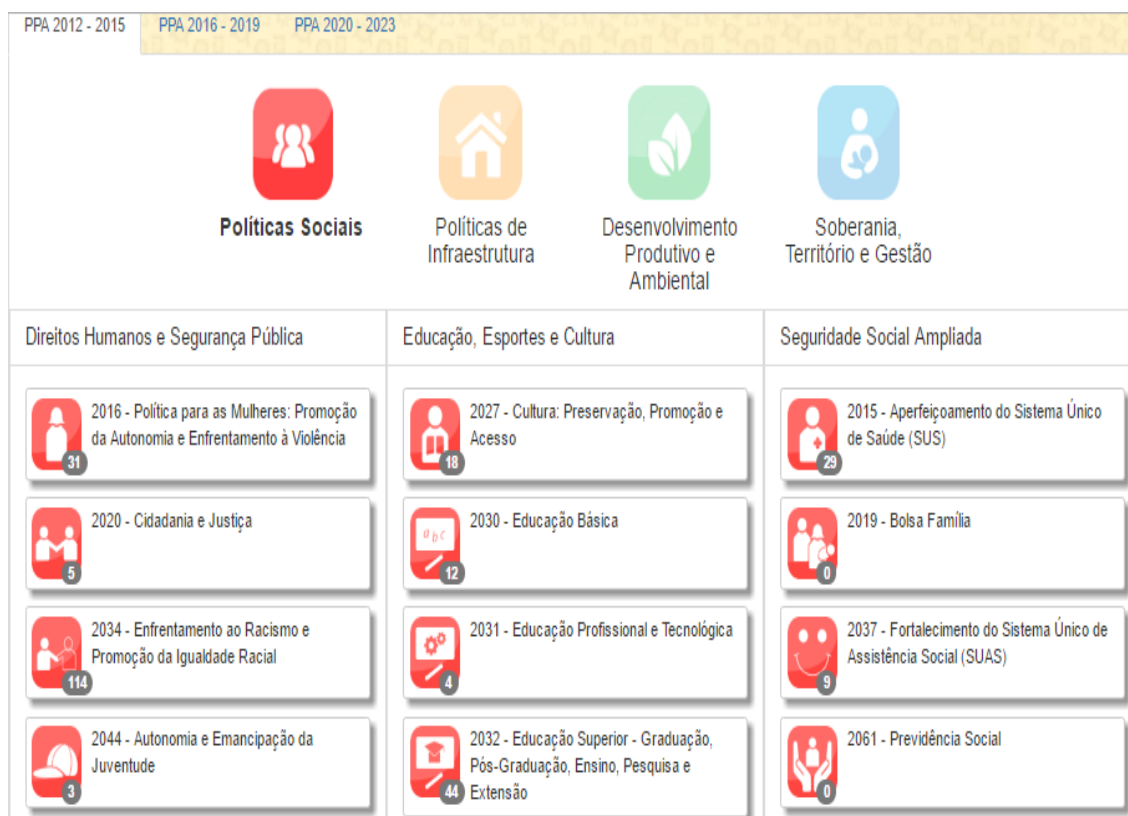 PPA 2012 - 2015
PPA 2016 - 2019
PPA 2020 - 2023
Políticas Sociais
Políticas de
Infraestrutura
Desenvolvimento
Produtivo e
Ambiental
Soberania,
Território e Gestão
Direitos Humanos e Segurança Pública
2016 - Política para as Mulheres: Promoção
da Autonomia e Enfrentamento à Violência
31
2020 - Cidadania e Justiça
5
2034 - Enfrentamento ao Racismo e
Promoção da Igualdade Racial
114
2044 - Autonomia e Emancipação da
Juventude
3
Educação, Esportes e Cultura
2027 - Cultura: Preservação, Promoção e
Acesso
18
2030 - Educação Básica
a b c
12
2031 - Educação Profissional e Tecnológica
4
2032 - Educação Superior - Graduação,
Pós-Graduação, Ensino, Pesquisa e
Extensão
44
Seguridade Social Ampliada
2015 - Aperfeiçoamento do Sistema Único
de Saúde (SUS)
29
2019 - Bolsa Família
0
2037 - Fortalecimento do Sistema Único de
Assistência Social (SUAS)
9
2061 - Previdência Social
0